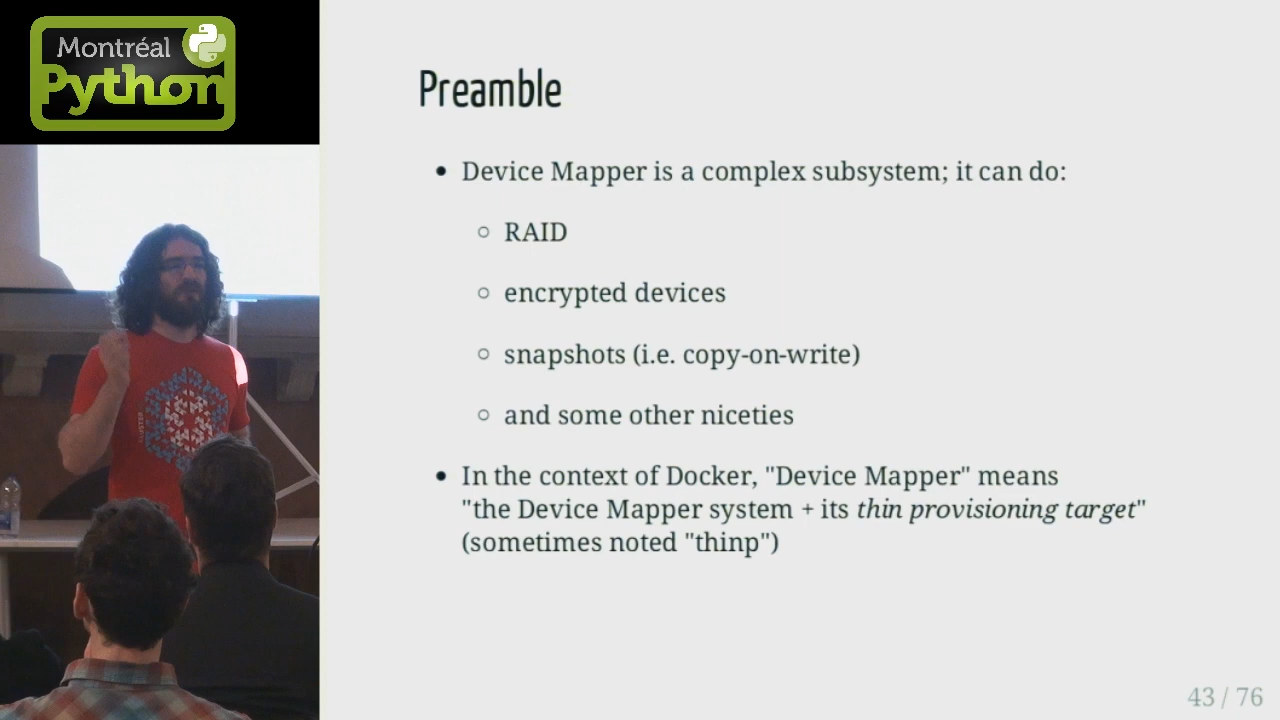 Montréal
Python
Preamble
• Device Mapper is a complex subsystem; it can do:
○ RAID
○ encrypted devices
○ snapshots (i.e. copy-on-write)
○ and some other niceties
• In the context of Docker, "Device Mapper" means
"the Device Mapper system + its thin provisioning target"
(sometimes noted "thinp")
43 / 76